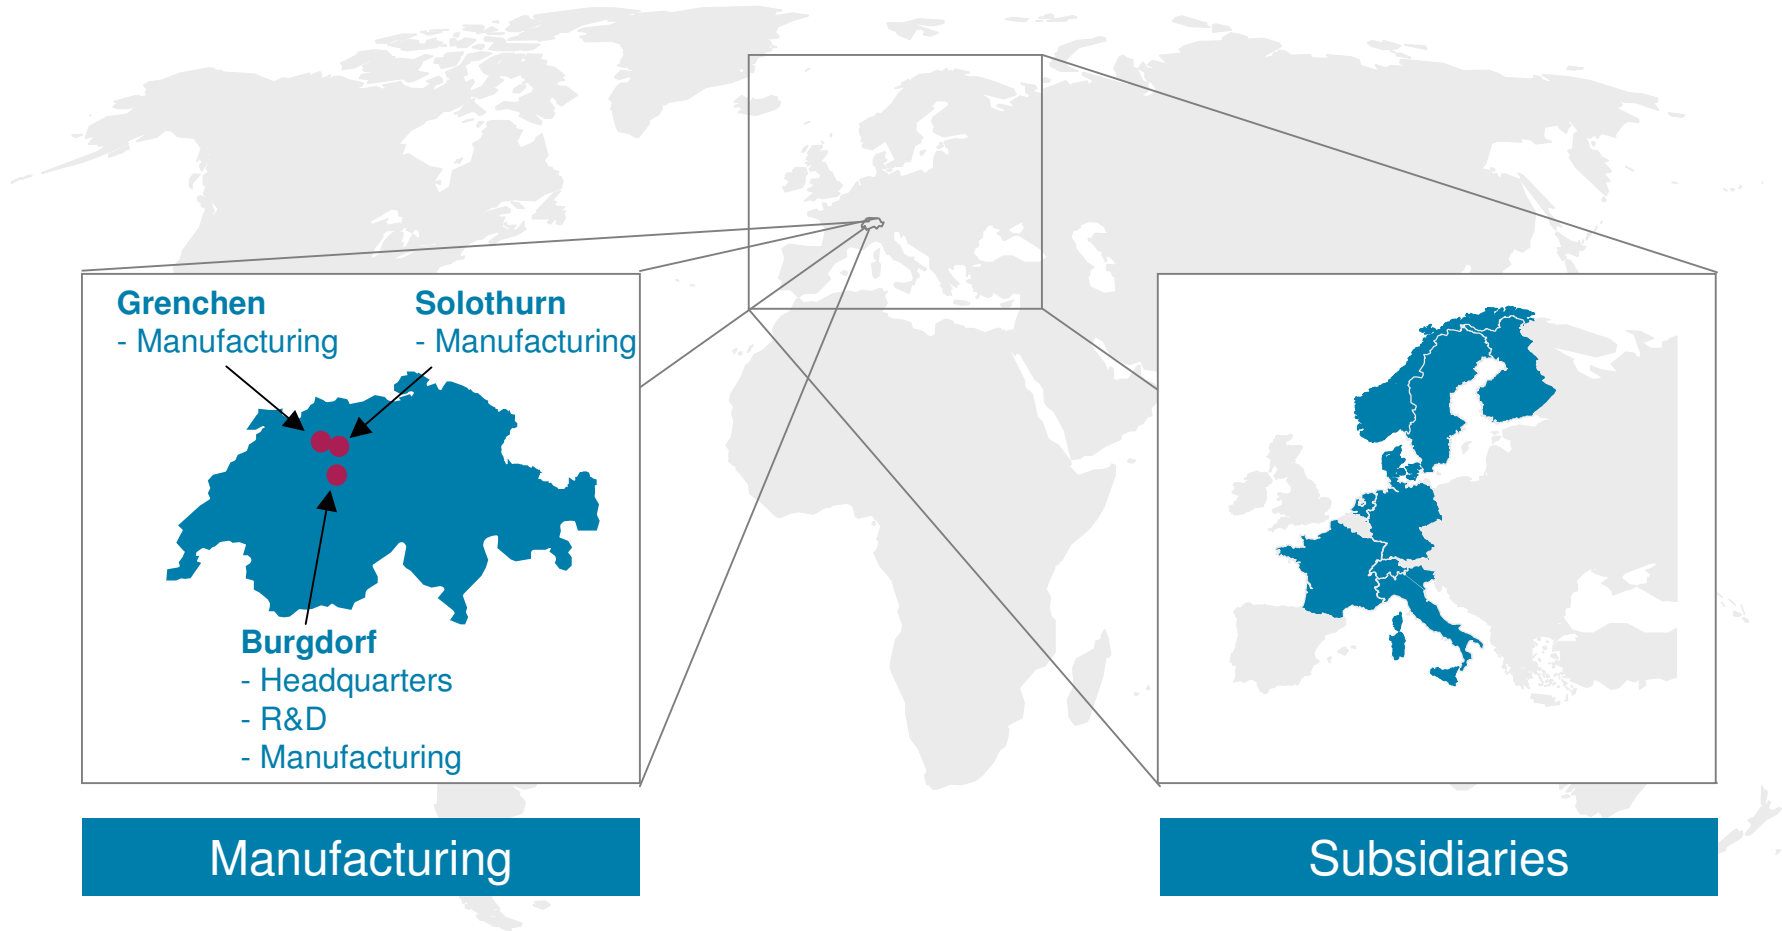 Grenchen
- Manufacturing
Solothurn
- Manufacturing
Burgdorf
- Headquarters
- R&D
- Manufacturing
Manufacturing
Subsidiaries